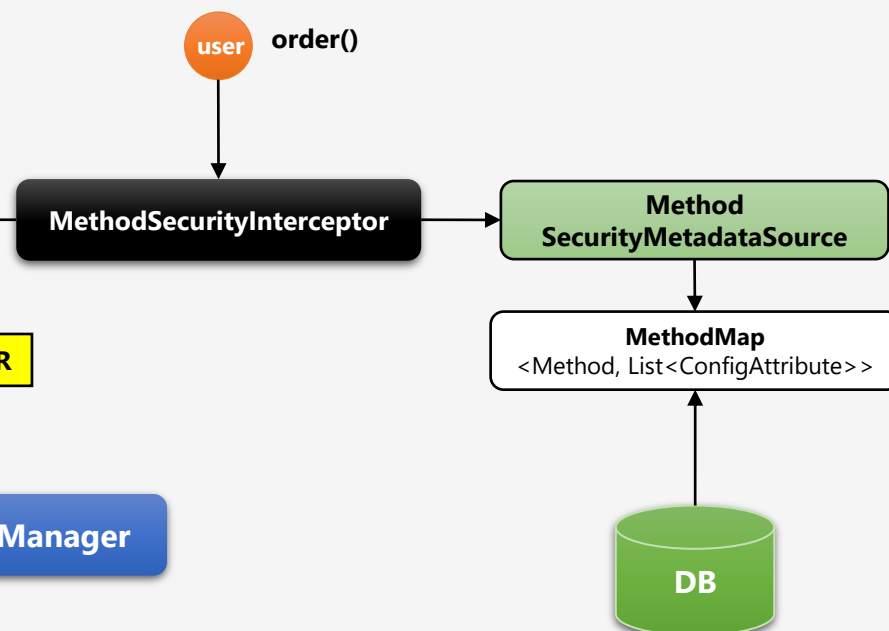 user
order()
MethodSecurityInterceptor
Method
SecurityMetadataSource
MethodMap
<Method, List<ConfigAttribute>>
R
Manager
DB